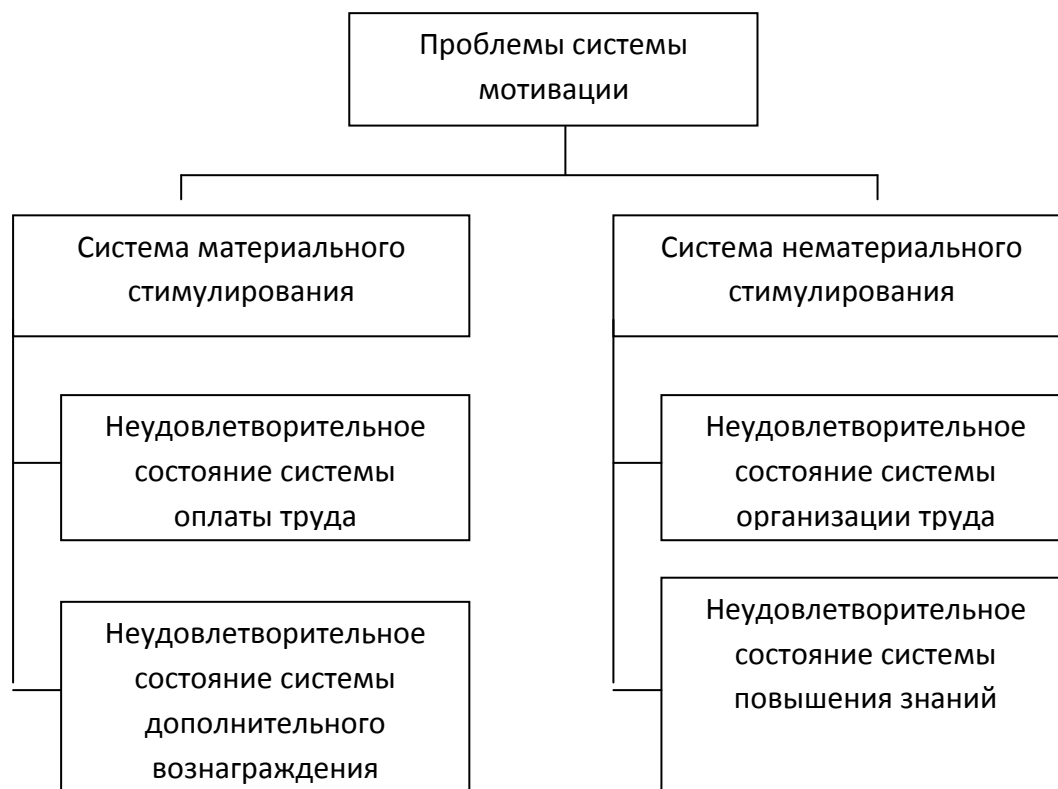 Проблемы системы
мотивации
Система материального
стимулирования
Система нематериального
стимулирования
Неудовлетворительное
состояние системы
оплаты труда
Неудовлетворительное
состояние системы
организации труда
Неудовлетворительное
состояние системы
дополнительного
вознаграждения
Неудовлетворительное
состояние системы
повышения знаний